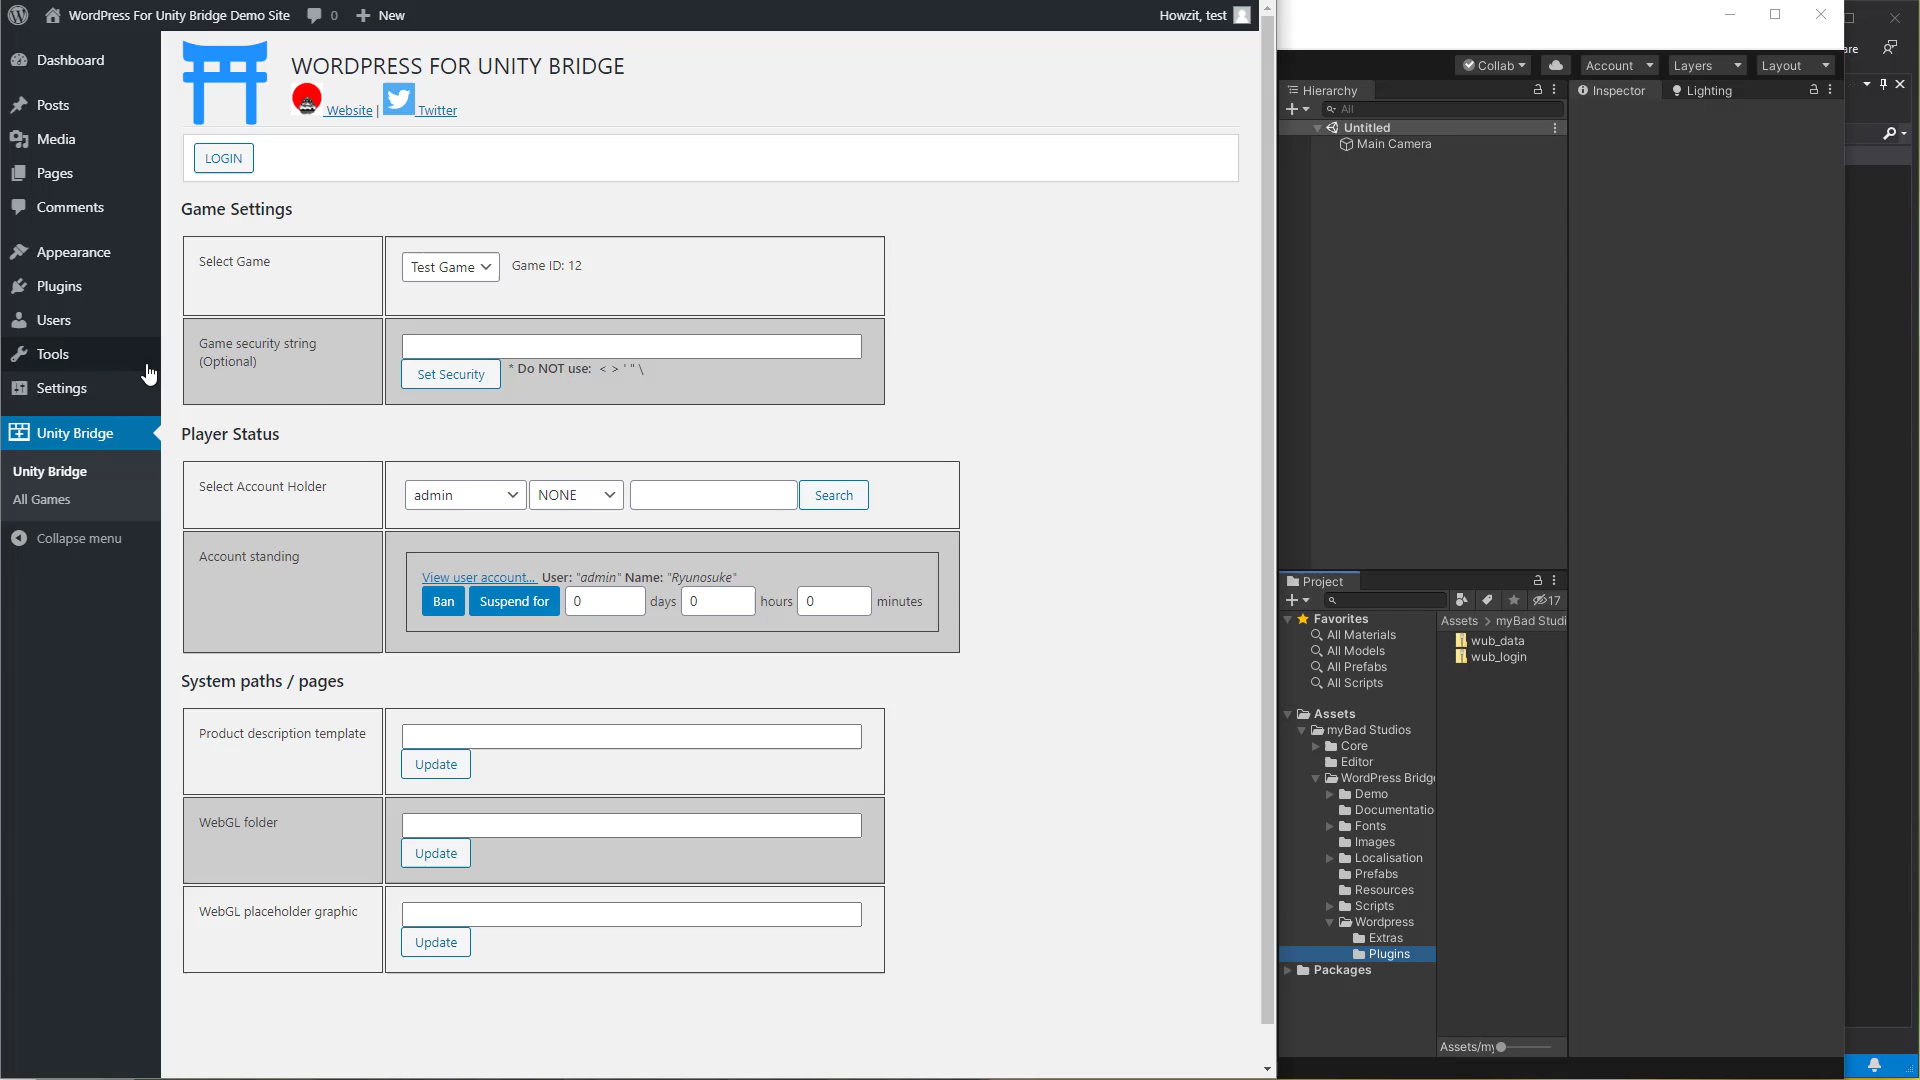 WordPress For Unity Bridge Demo Site
0
New
Howzit, test
Dashboard
Posts
Media
Pages
Comments
Appearance
Plugins
Users
Tools
Settings
Unity Bridge
Unity Bridge
All Games
Collapse menu
WORDPRESS FOR UNITY BRIDGE
Website | Twitter
LOGIN
Game Settings
Select Game
Test Game
Game ID: 12
Game security string
(Optional)
Set Security
* Do NOT use: < > ' " \
Player Status
Select Account Holder
admin
NONE
Search
Account standing
View user account... User: "admin" Name: "Ryunosuke"
Ban
Suspend for
0
days
0
hours
0
minutes
System paths / pages
Product description template
Update
WebGL folder
Update
WebGL placeholder graphic
Update
Collab
Account
Layers
Layout
Hierarchy
All
Untitled
Main Camera
Inspector
Lighting
Project
17
Favorites
All Materials
All Models
All Prefabs
All Scripts
Assets
myBad Studios
Core
Editor
WordPress Bridge
Demo
Documentatio
Fonts
Images
Localisation
Prefabs
Resources
Scripts
Wordpress
Extras
Plugins
Packages
Assets > myBad Studi
wub_data
wub_login
Assets/my
are